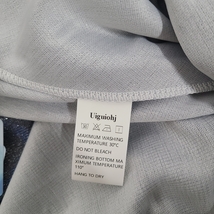 Uiguiohj
MAXIMUM WASHING
TEMPERATURE 30°C
DO NOT BLEACH
IRONING BOTTOM MA
XIMUM TEMPERATURE
110°
HANG TO DRY